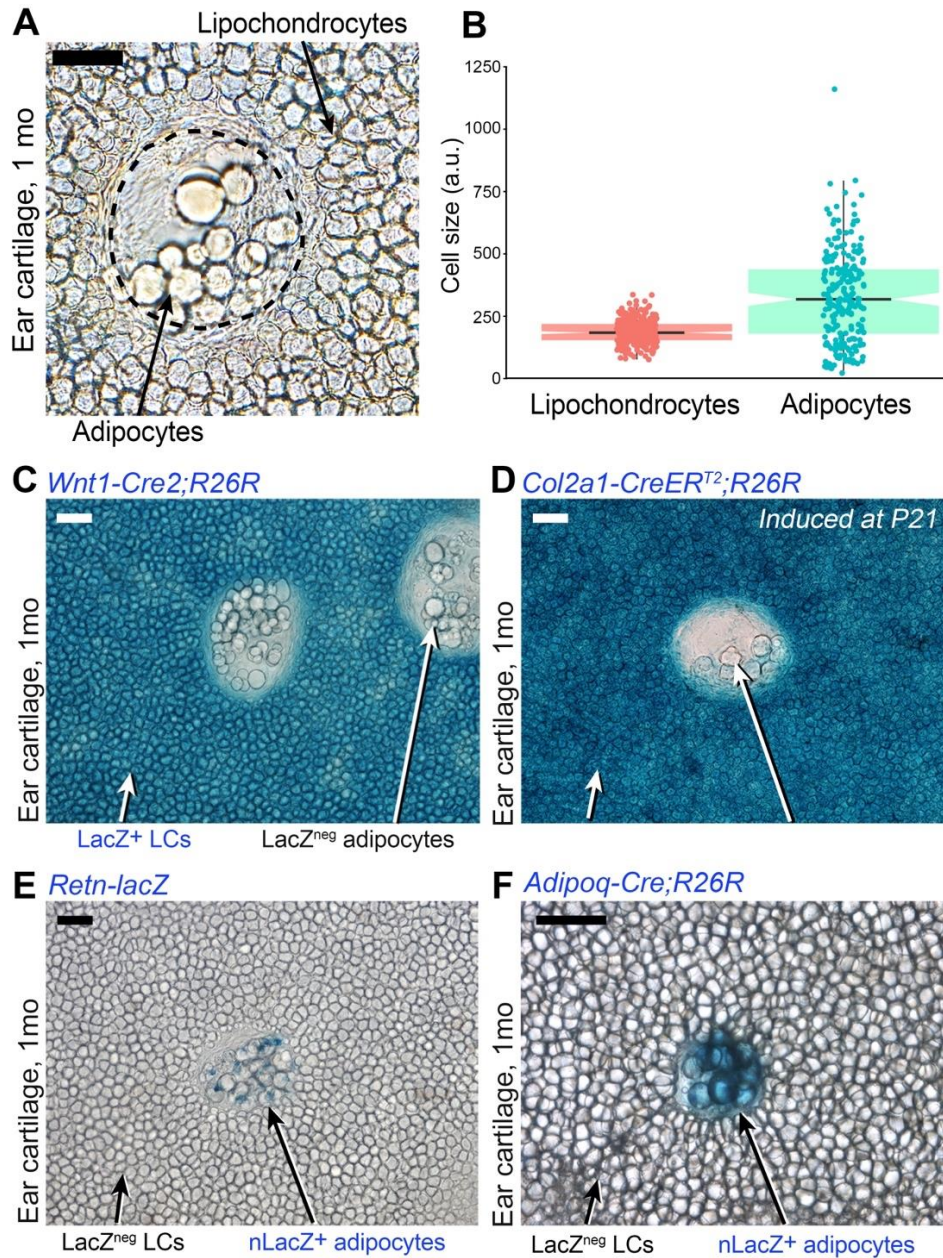 A
Lipochondrocytes
Ear cartilage, 1 mo
Adipocytes
B
Cell size (a.u.)
1250
1000
750
500
250
0
Lipochondrocytes
Adipocytes
C
Wnt1-Cre2;R26R
Ear cartilage, 1mo
LacZ+ LCs
LacZneg adipocytes
D
Col2a1-CreERT2;R26R
Induced at P21
Ear cartilage, 1mo
E
Retn-lacZ
Ear cartilage, 1mo
LacZneg LCs
nLacZ+ adipocytes
F
Adipoq-Cre;R26R
Ear cartilage, 1mo
LacZneg LCs
nLacZ+ adipocytes